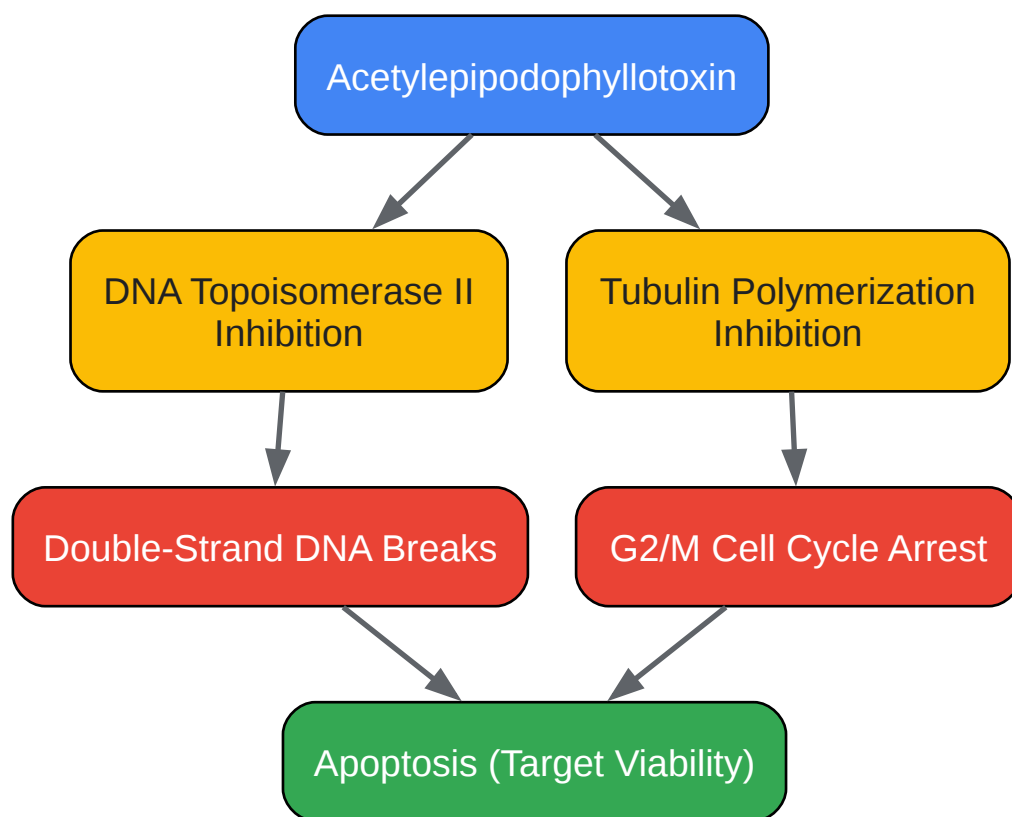 Acetylepipodophyllotoxin
DNA Topoisomerase II
Inhibition
Tubulin Polymerization
Inhibition
Double-Strand DNA Breaks
G2/M Cell Cycle Arrest
Apoptosis (Target Viability)